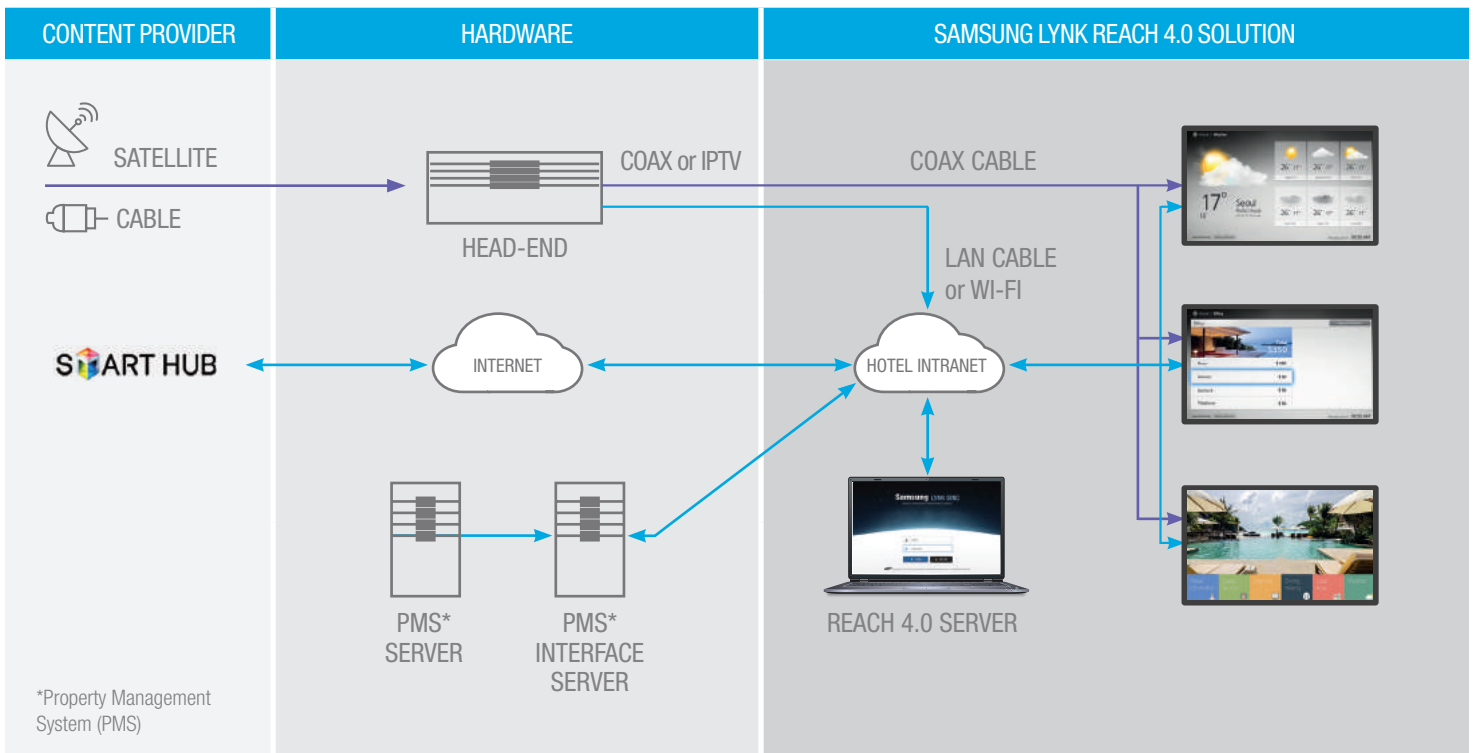 CONTENT PROVIDER
HARDWARE
SAMSUNG LYNK REACH 4.0 SOLUTION
SATELLITE
CABLE
COAX or IPTV
COAX CABLE
HEAD-END
LAN CABLE
or WI-FI
SMART HUB
INTERNET
HOTEL INTRANET
PMS*
SERVER
PMS*
INTERFACE
SERVER
REACH 4.0 SERVER
*Property Management
System (PMS)
17°
Seoul
Samsung